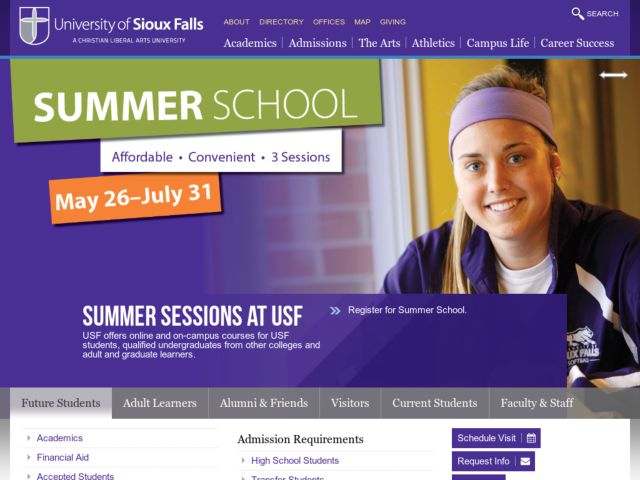 University of Sioux Falls
A CHRISTIAN LIBERAL ARTS UNIVERSITY
ABOUT DIRECTORY OFFICES MAP GIVING
SEARCH
Academics Admissions The Arts Athletics Campus Life Career Success
SUMMER SCHOOL
Affordable • Convenient • 3 Sessions
May 26–July 31
SUMMER SESSIONS AT USF
USF offers online and on-campus courses for USF
students, qualified undergraduates from other colleges and
adult and graduate learners.
Register for Summer School.
SOFTBALL
Future Students Adult Learners Alumni & Friends Visitors Current Students Faculty & Staff
Academics
Financial Aid
Accepted Students
Admission Requirements
High School Students
Transfer Students
Schedule Visit
Request Info